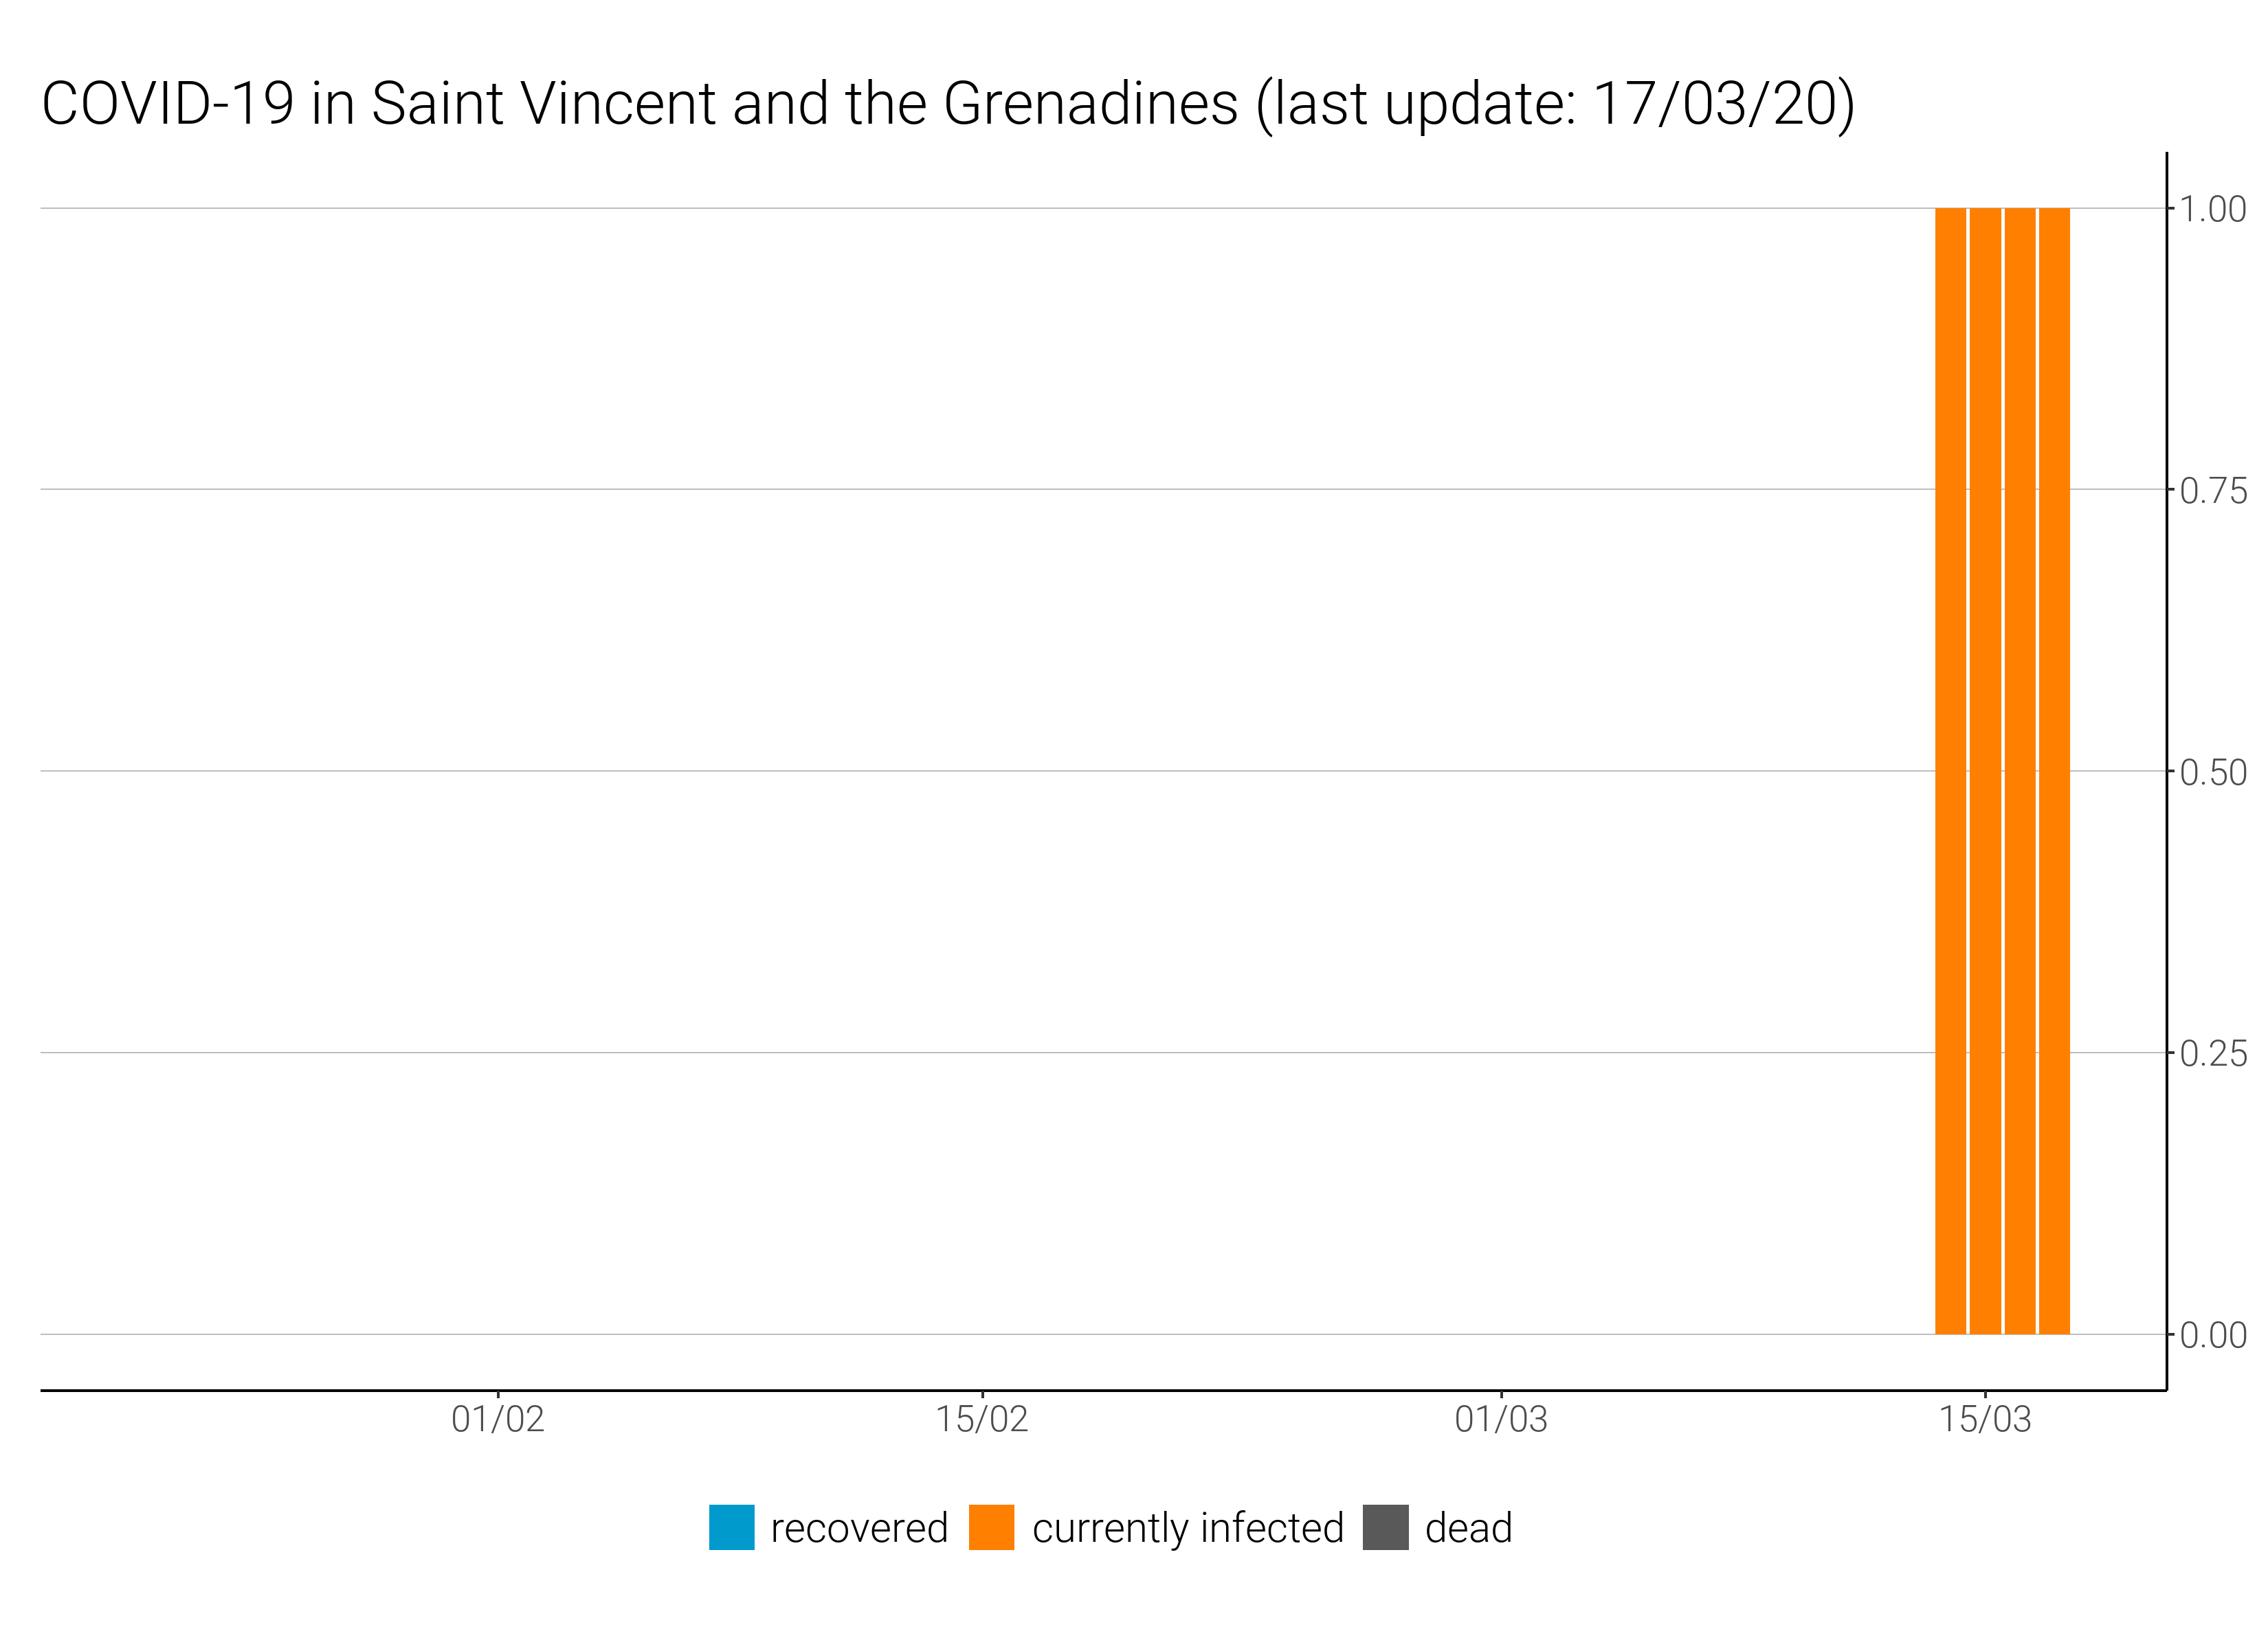 COVID-19 in Saint Vincent and the Grenadines (last update: 17/03/20)
1.00
0.75
0.50
0.25
0.00
01/02 15/02 01/03 15/03
recovered currently infected dead